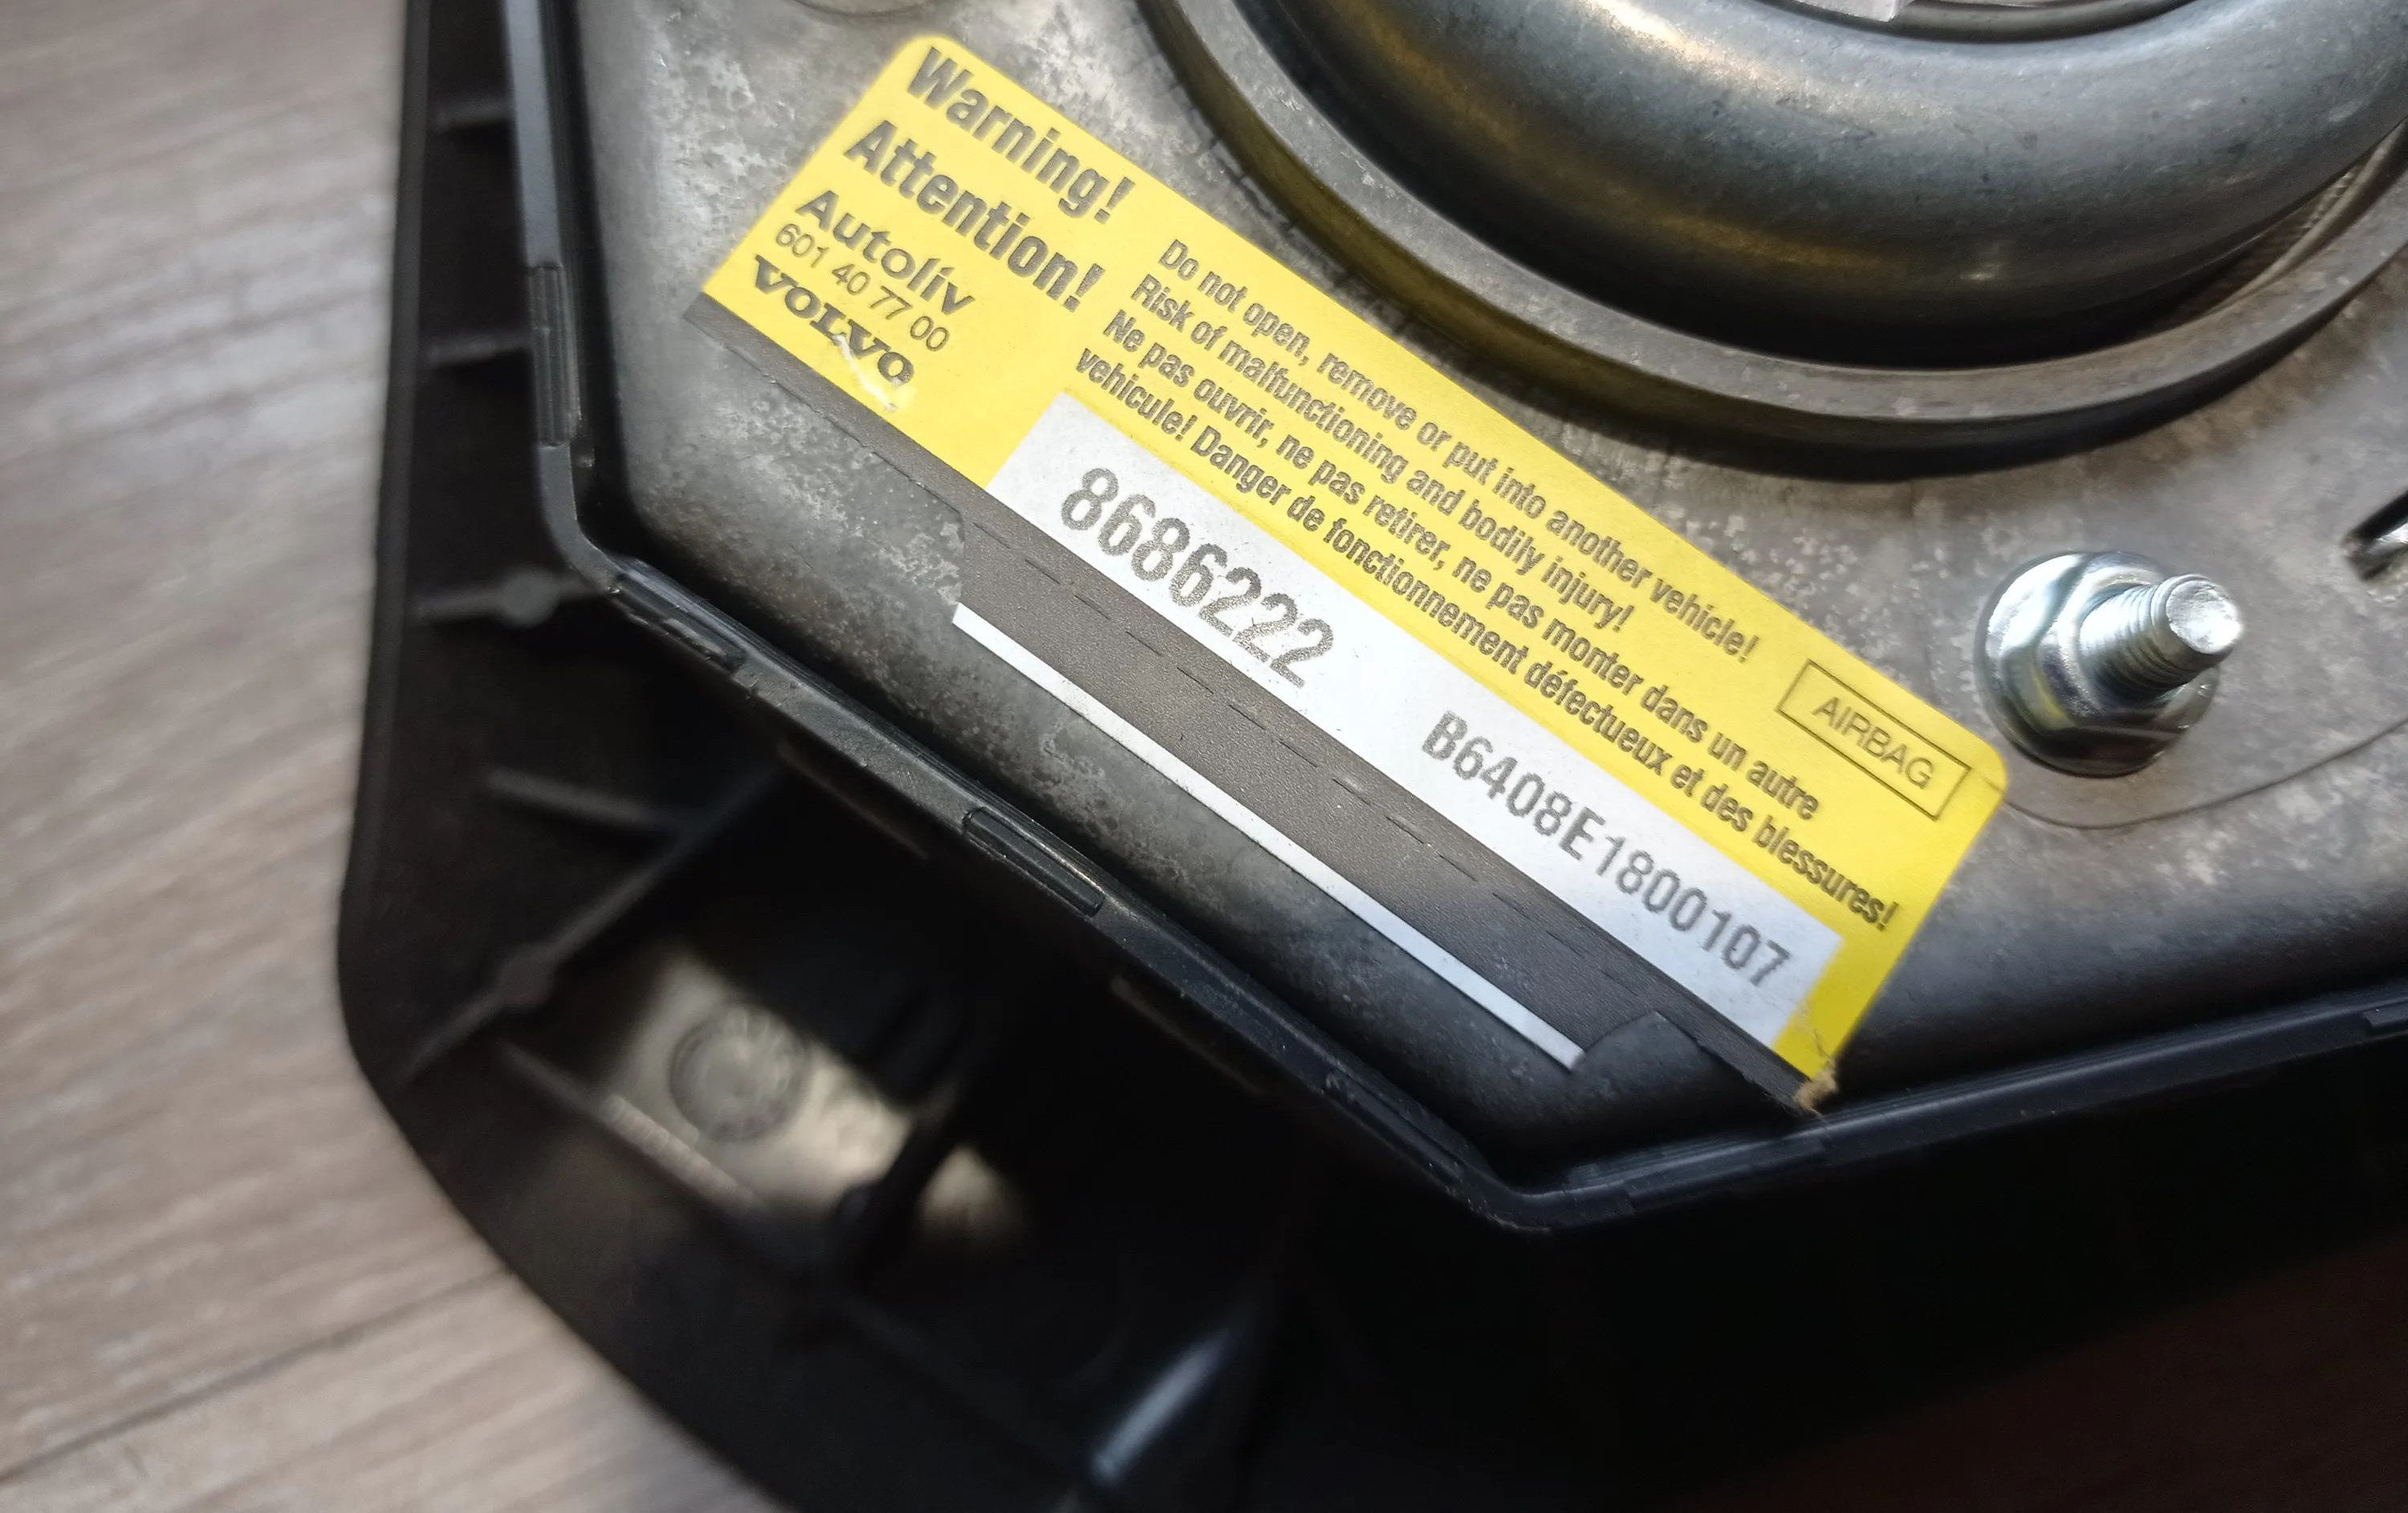 Warning!
Attention!
Autoliv
601 40 77 00
VOLVO
Do not open, remove or put into another vehicle!
Risk of malfunctioning and bodily injury!
Ne pas ouvrir, ne pas retirer, ne pas monter dans un autre
vehicule! Danger de fonctionnement défectueux et des blessures!
AIRBAG
8686222
B6408E1800107